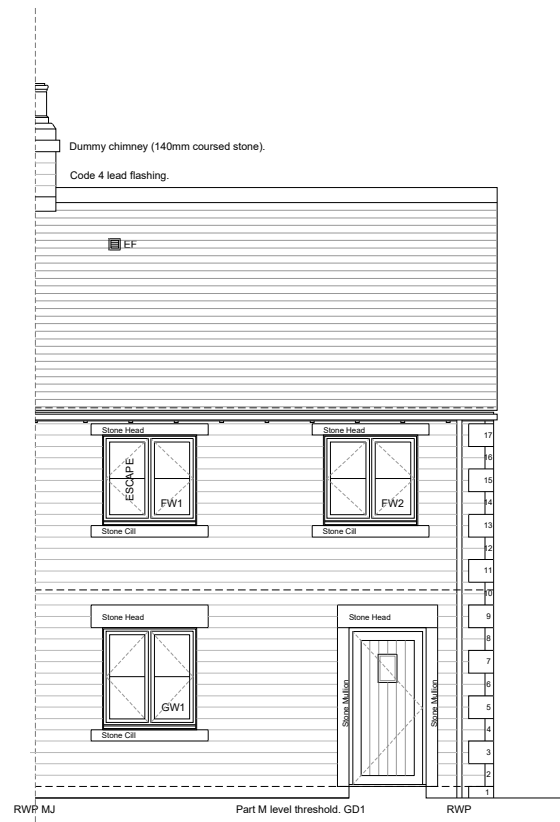 Dummy chimney (140mm coursed stone).
Code 4 lead flashing.
EF
Stone Head
Stone Head
17
16
ESCAPE
15
FW1
FW2
14
Stone Cill
Stone Cill
13
12
11
10
Stone Head
Stone Head
9
8
7
6
Stone Mullion
Stone Mullion
GW1
5
Stone Cill
4
3
2
1
RWP MJ
Part M level threshold. GD1
RWP